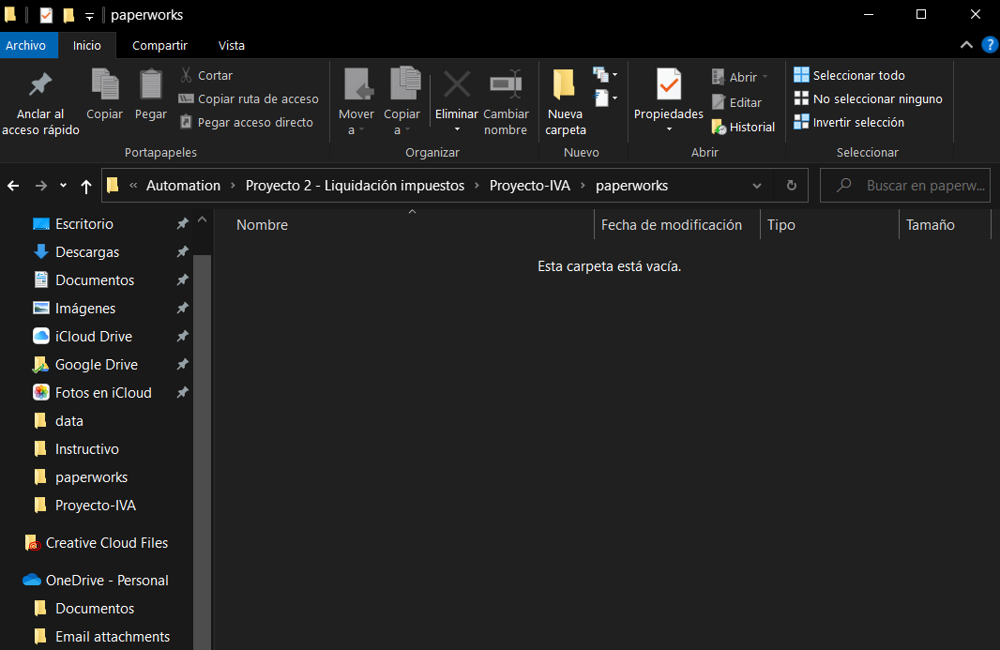 paperworks
Archivo Inicio Compartir Vista
Anclar al acceso rápido
Copiar
Pegar
Cortar
Copiar ruta de acceso
Pegar acceso directo
Portapapeles
Mover a
Copiar a
Eliminar
Cambiar nombre
Organizar
Nueva carpeta
Nuevo
Propiedades
Abrir
Editar
Historial
Abrir
Seleccionar todo
No seleccionar ninguno
Invertir selección
Seleccionar
« Automation › Proyecto 2 - Liquidación impuestos › Proyecto-IVA › paperworks
Buscar en paperw...
Nombre Fecha de modificación Tipo Tamaño
Esta carpeta está vacía.
Escritorio
Descargas
Documentos
Imágenes
iCloud Drive
Google Drive
Fotos en iCloud
data
Instructivo
paperworks
Proyecto-IVA
Creative Cloud Files
OneDrive - Personal
Documentos
Email attachments